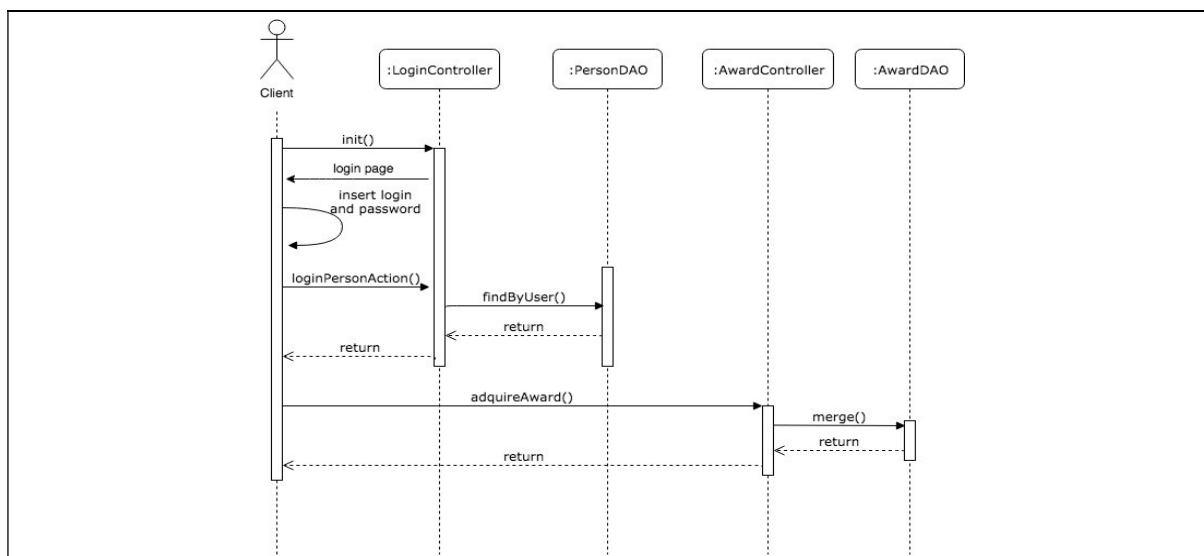 Client
:LoginController
:PersonDAO
:AwardController
:AwardDAO
init()
login page
insert login
and password
loginPersonAction()
findByUser()
return
return
adquireAward()
merge()
return
return